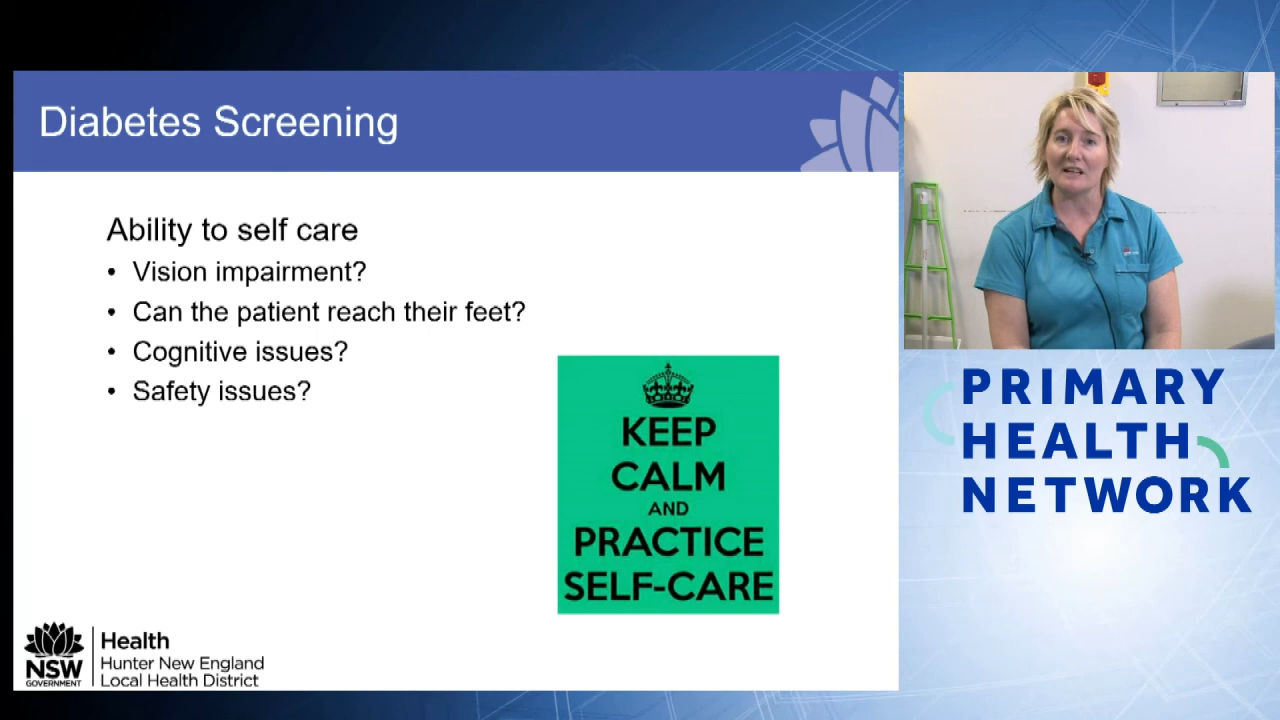 Diabetes Screening
Ability to self care
• Vision impairment?
• Can the patient reach their feet?
• Cognitive issues?
• Safety issues?
KEEP
CALM
AND
PRACTICE
SELF-CARE
NSW
GOVERNMENT
Health
Hunter New England
Local Health District
PRIMARY
HEALTH
NETWORK